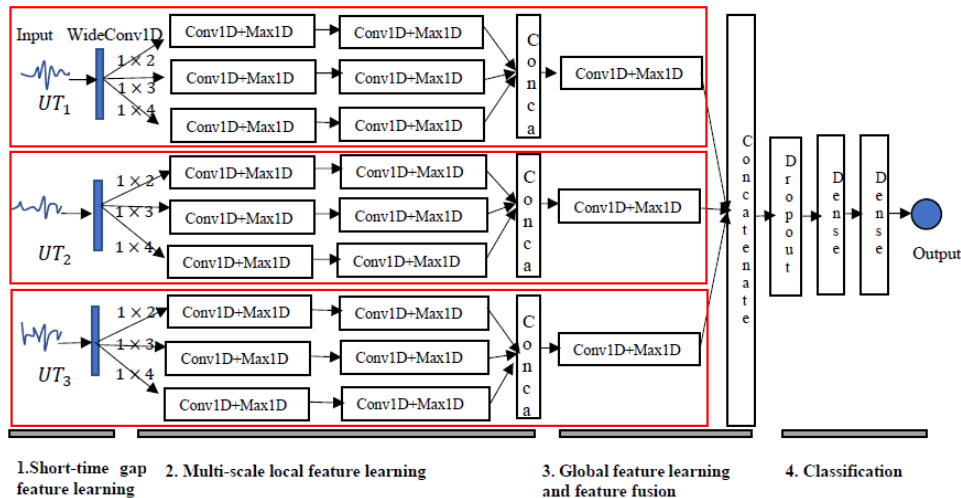 Input WideConv1D
1 × 2
1 × 3
1 × 4
UT1
Conv1D+Max1D Conv1D+Max1D
Conv1D+Max1D Conv1D+Max1D
Conv1D+Max1D Conv1D+Max1D
Conca
Conv1D+Max1D
1 × 2
1 × 3
1 × 4
UT2
Conv1D+Max1D Conv1D+Max1D
Conv1D+Max1D Conv1D+Max1D
Conv1D+Max1D Conv1D+Max1D
Conca
Conv1D+Max1D
1 × 2
1 × 3
1 × 4
UT3
Conv1D+Max1D Conv1D+Max1D
Conv1D+Max1D Conv1D+Max1D
Conv1D+Max1D Conv1D+Max1D
Conca
Conv1D+Max1D
Concatenate
Dropout
Dense
Dense
Output
1.Short-time gap
feature learning
2. Multi-scale local feature learning
3. Global feature learning
and feature fusion
4. Classification